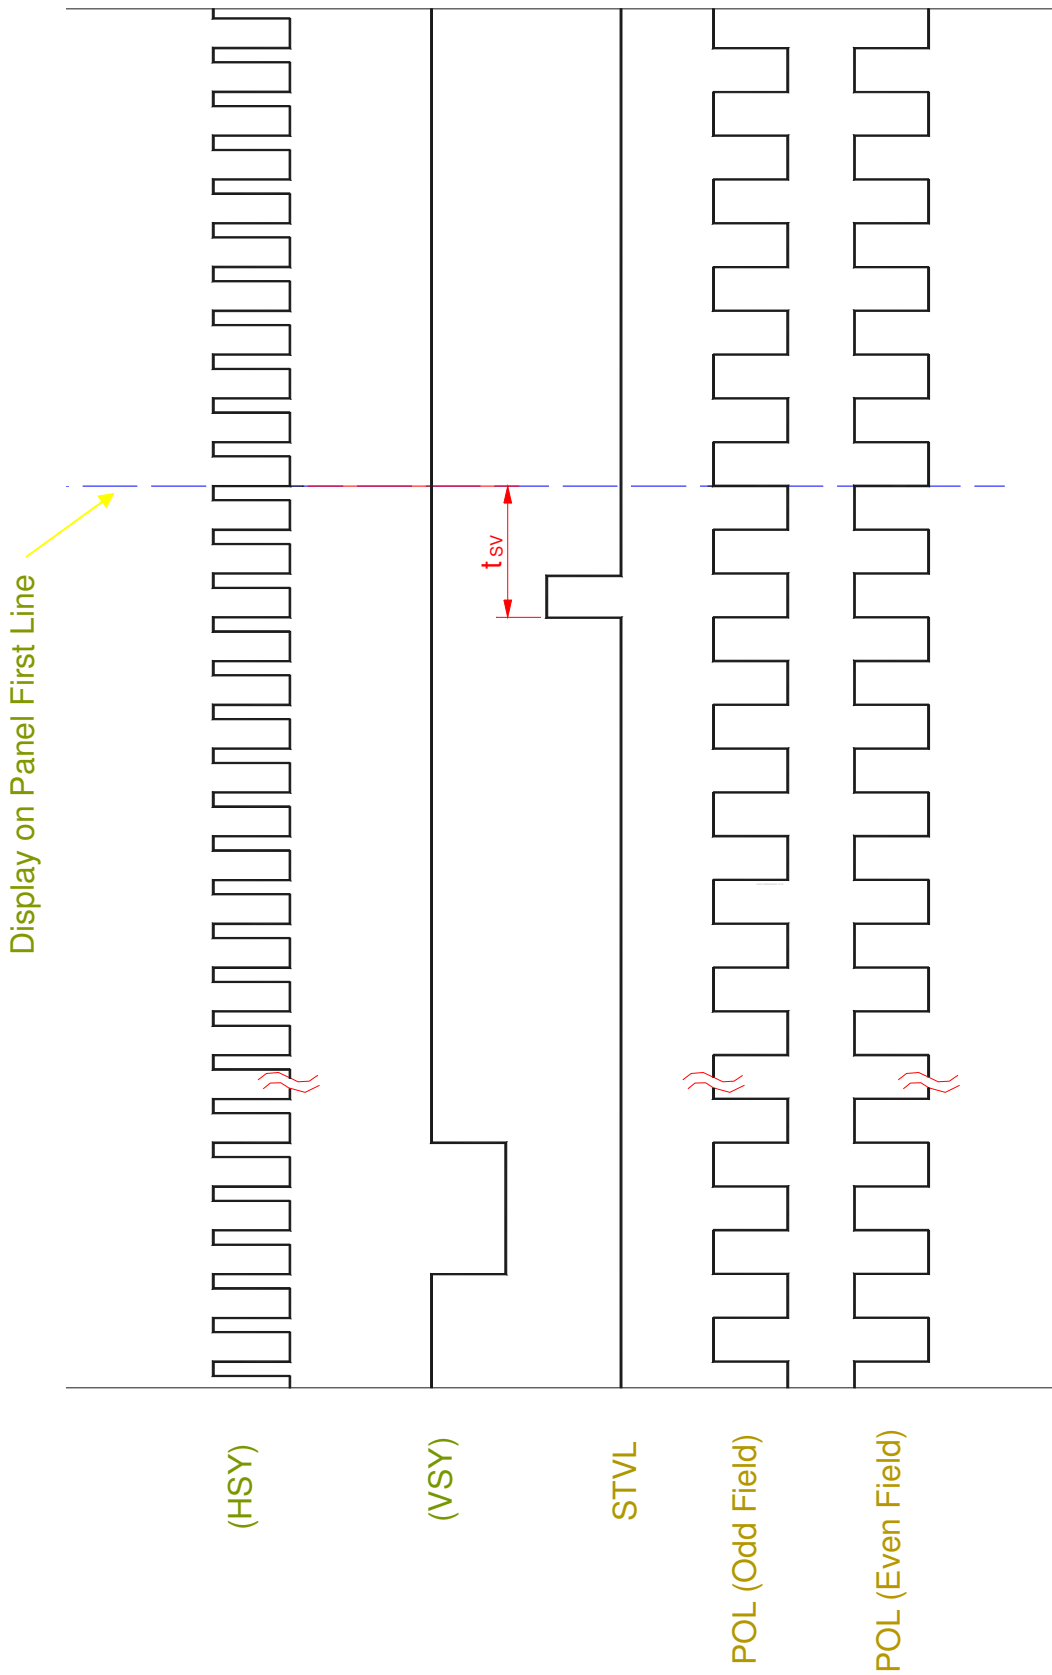 Display on Panel First Line
tSV
(HSY)
(VSY)
STVL
POL (Odd Field)
POL (Even Field)